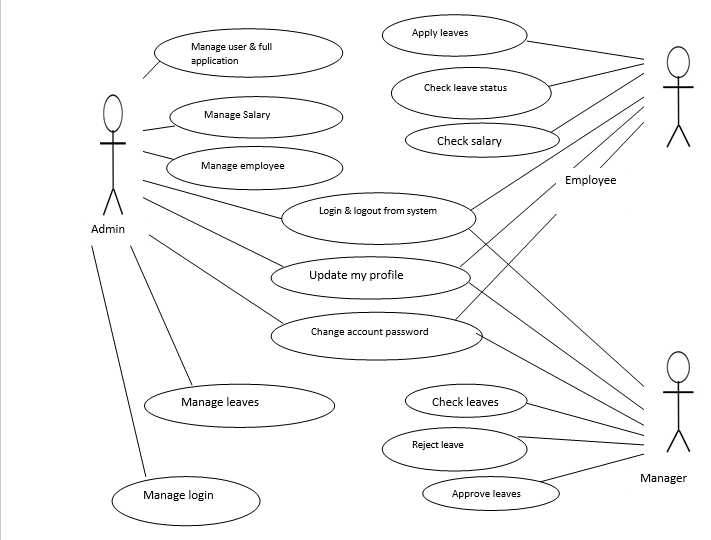 Apply leaves
Manage user & full
application
Check leave status
Manage Salary
Check salary
Manage employee
Employee
Login & logout from system
Admin
Update my profile
Change account password
Manage leaves
Check leaves
Reject leave
Manager
Manage login
Approve leaves